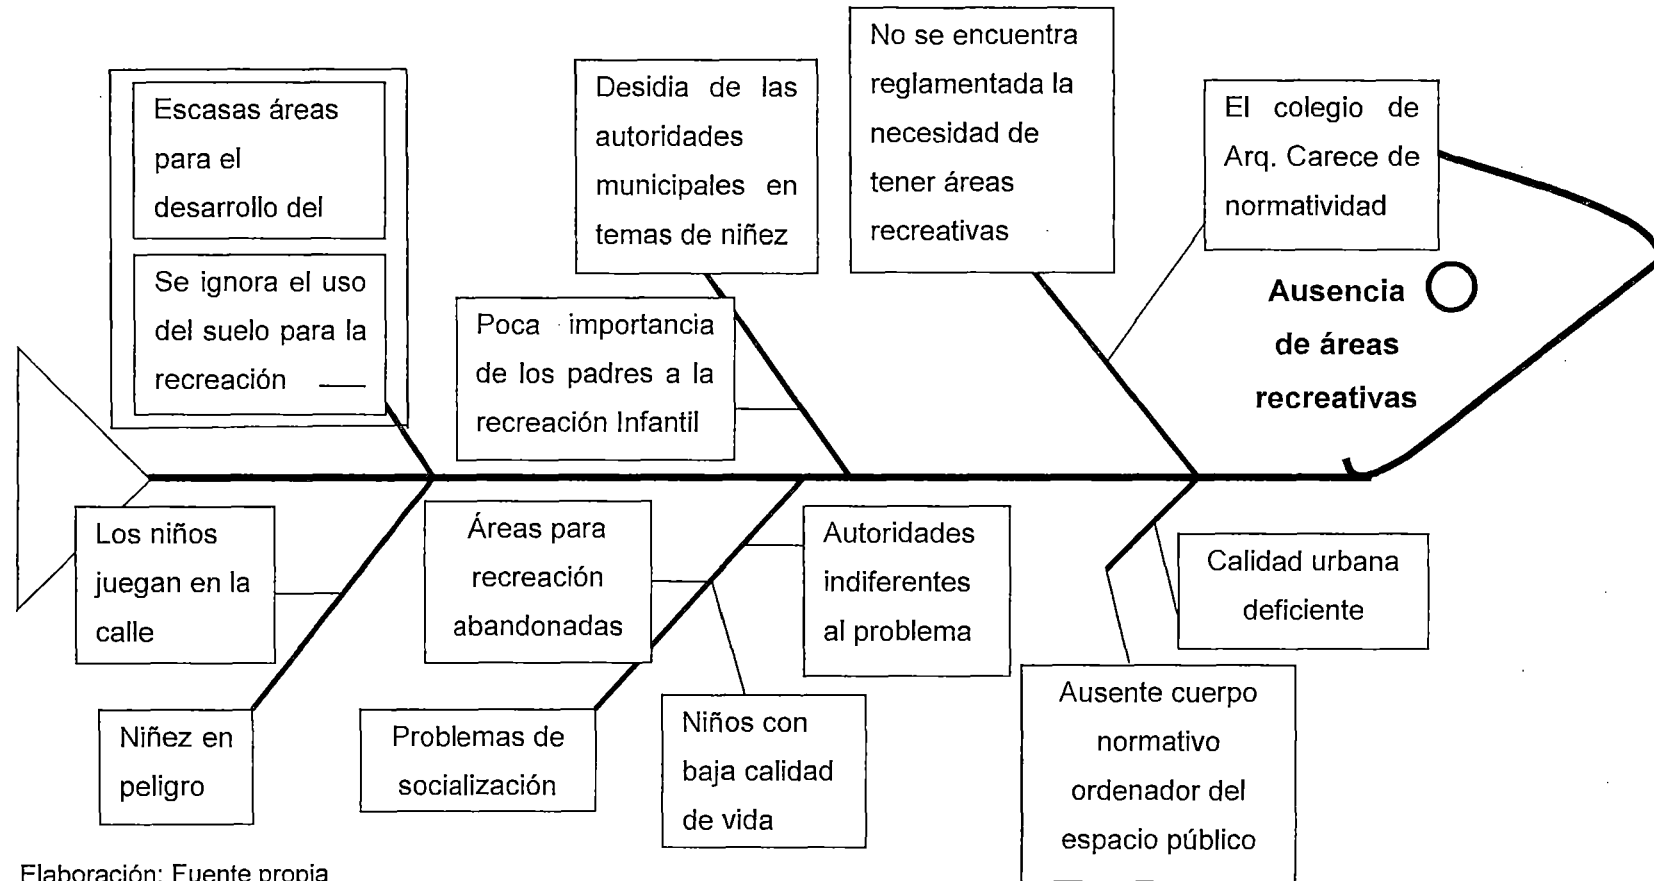 Escasas áreas
para el
desarrollo del
Se ignora el uso
del suelo para la
recreación
Desidia de las
autoridades
municipales en
temas de niñez
Poca importancia
de los padres a la
recreación Infantil
No se encuentra
reglamentada la
necesidad de
tener áreas
recreativas
El colegio de
Arq. Carece de
normatividad
Ausencia
de áreas
recreativas
Los niños
juegan en la
calle
Niñez en
peligro
Áreas para
recreación
abandonadas
Problemas de
socialización
Autoridades
indiferentes
al problema
Niños con
baja calidad
de vida
Calidad urbana
deficiente
Ausente cuerpo
normativo
ordenador del
espacio público
Elaboración: Fuente propia